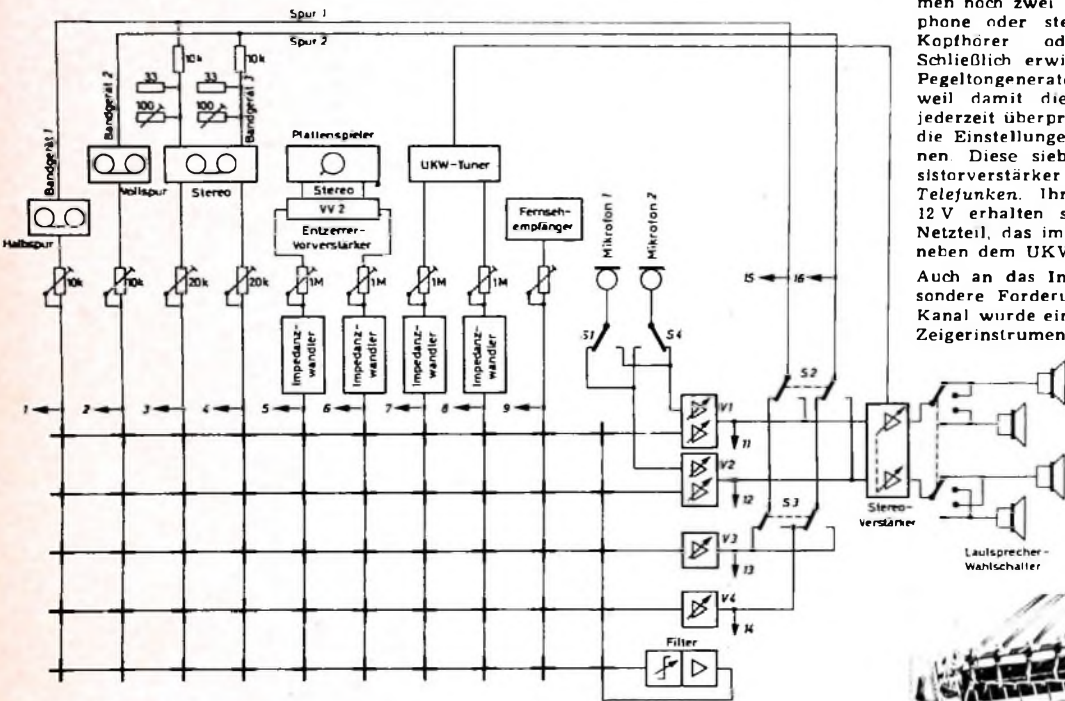 Spur 1
Spur 2
10k
10k
33
33
100
100
Bandgerät 1
Bandgerät 2
Bandgerät 3
Halbspur
Vollspur
Stereo
Plattenspieler
Stereo
VV 2
Entzerrer-
Vorverstärker
UKW-Tuner
Fernseh-
empfänger
Mikrofon 1
Mikrofon 2
10k
10k
20k
20k
1M
1M
1M
1M
Impedanz-
wandler
Impedanz-
wandler
Impedanz-
wandler
Impedanz-
wandler
1
2
3
4
5
6
7
8
9
15
16
S1
S4
S2
S3
V1
11
V2
12
V3
13
V4
14
Filter
Stereo-
Verstärker
Lautsprecher-
Wahlschalter
men noch zwei
phone oder ste
Kopfhörer od
Schließlich erwi
Pegeltongenerat
weil damit die
jederzeit überpr
die Einstellunge
nen. Diese sieb
sistorverstärker
Telefunken. Ihr
12 V erhalten s
Netzteil, das im
neben dem UKV
Auch an das In
sondere Forderu
Kanal wurde ein
Zeigerinstrumen